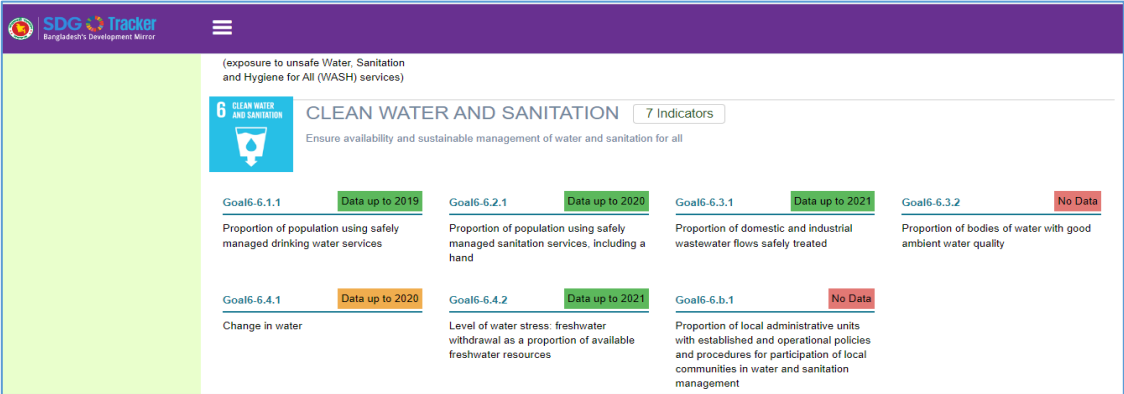 SDG Tracker
Bangladesh's Development Mirror
(exposure to unsafe Water, Sanitation
and Hygiene for All (WASH) services)
6 CLEAN WATER
AND SANITATION
CLEAN WATER AND SANITATION 7 Indicators
Ensure availability and sustainable management of water and sanitation for all
Goal6-6.1.1 Data up to 2019
Proportion of population using safely
managed drinking water services
Goal6-6.2.1 Data up to 2020
Proportion of population using safely
managed sanitation services, including a
hand
Goal6-6.3.1 Data up to 2021
Proportion of domestic and industrial
wastewater flows safely treated
Goal6-6.3.2 No Data
Proportion of bodies of water with good
ambient water quality
Goal6-6.4.1 Data up to 2020
Change in water
Goal6-6.4.2 Data up to 2021
Level of water stress: freshwater
withdrawal as a proportion of available
freshwater resources
Goal6-6.b.1 No Data
Proportion of local administrative units
with established and operational policies
and procedures for participation of local
communities in water and sanitation
management